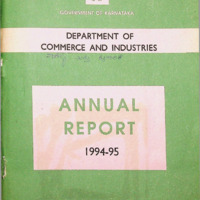 GOVERNMENT OF KARNATAKA
DEPARTMENT OF
COMMERCE AND INDUSTRIES
ANNUAL
REPORT
1994-95